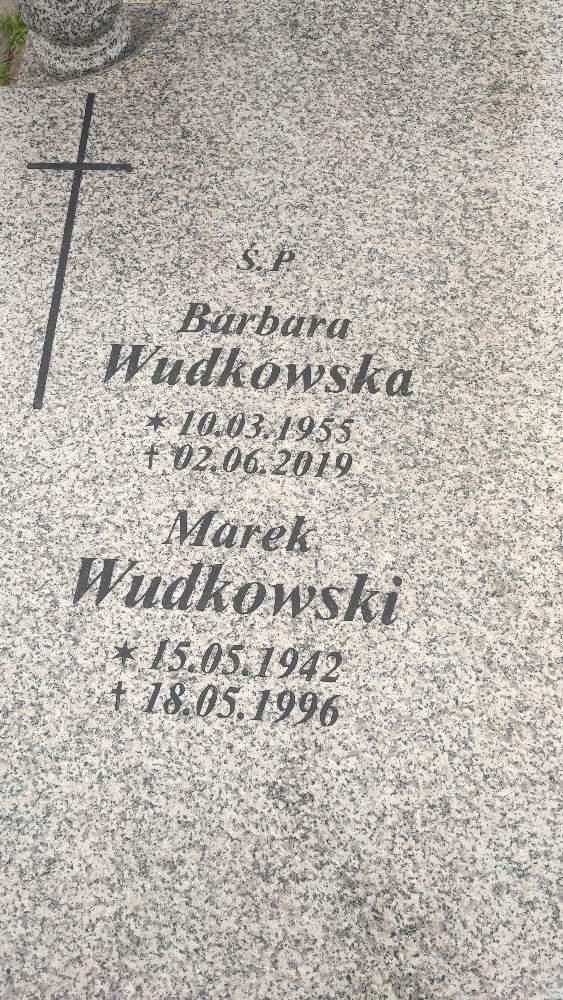 Ś.P
Barbara
Wudkowska
✶ 10.03.1955
† 02.06.2019
Marek
Wudkowski
✶ 15.05.1942
† 18.05.1996